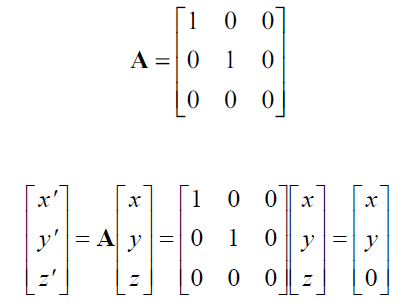 A = [1 0 0
0 1 0
0 0 0]
[x′ y′ z′] = A [x y z] = [1 0 0
0 1 0
0 0 0] [x y z] = [x y 0]